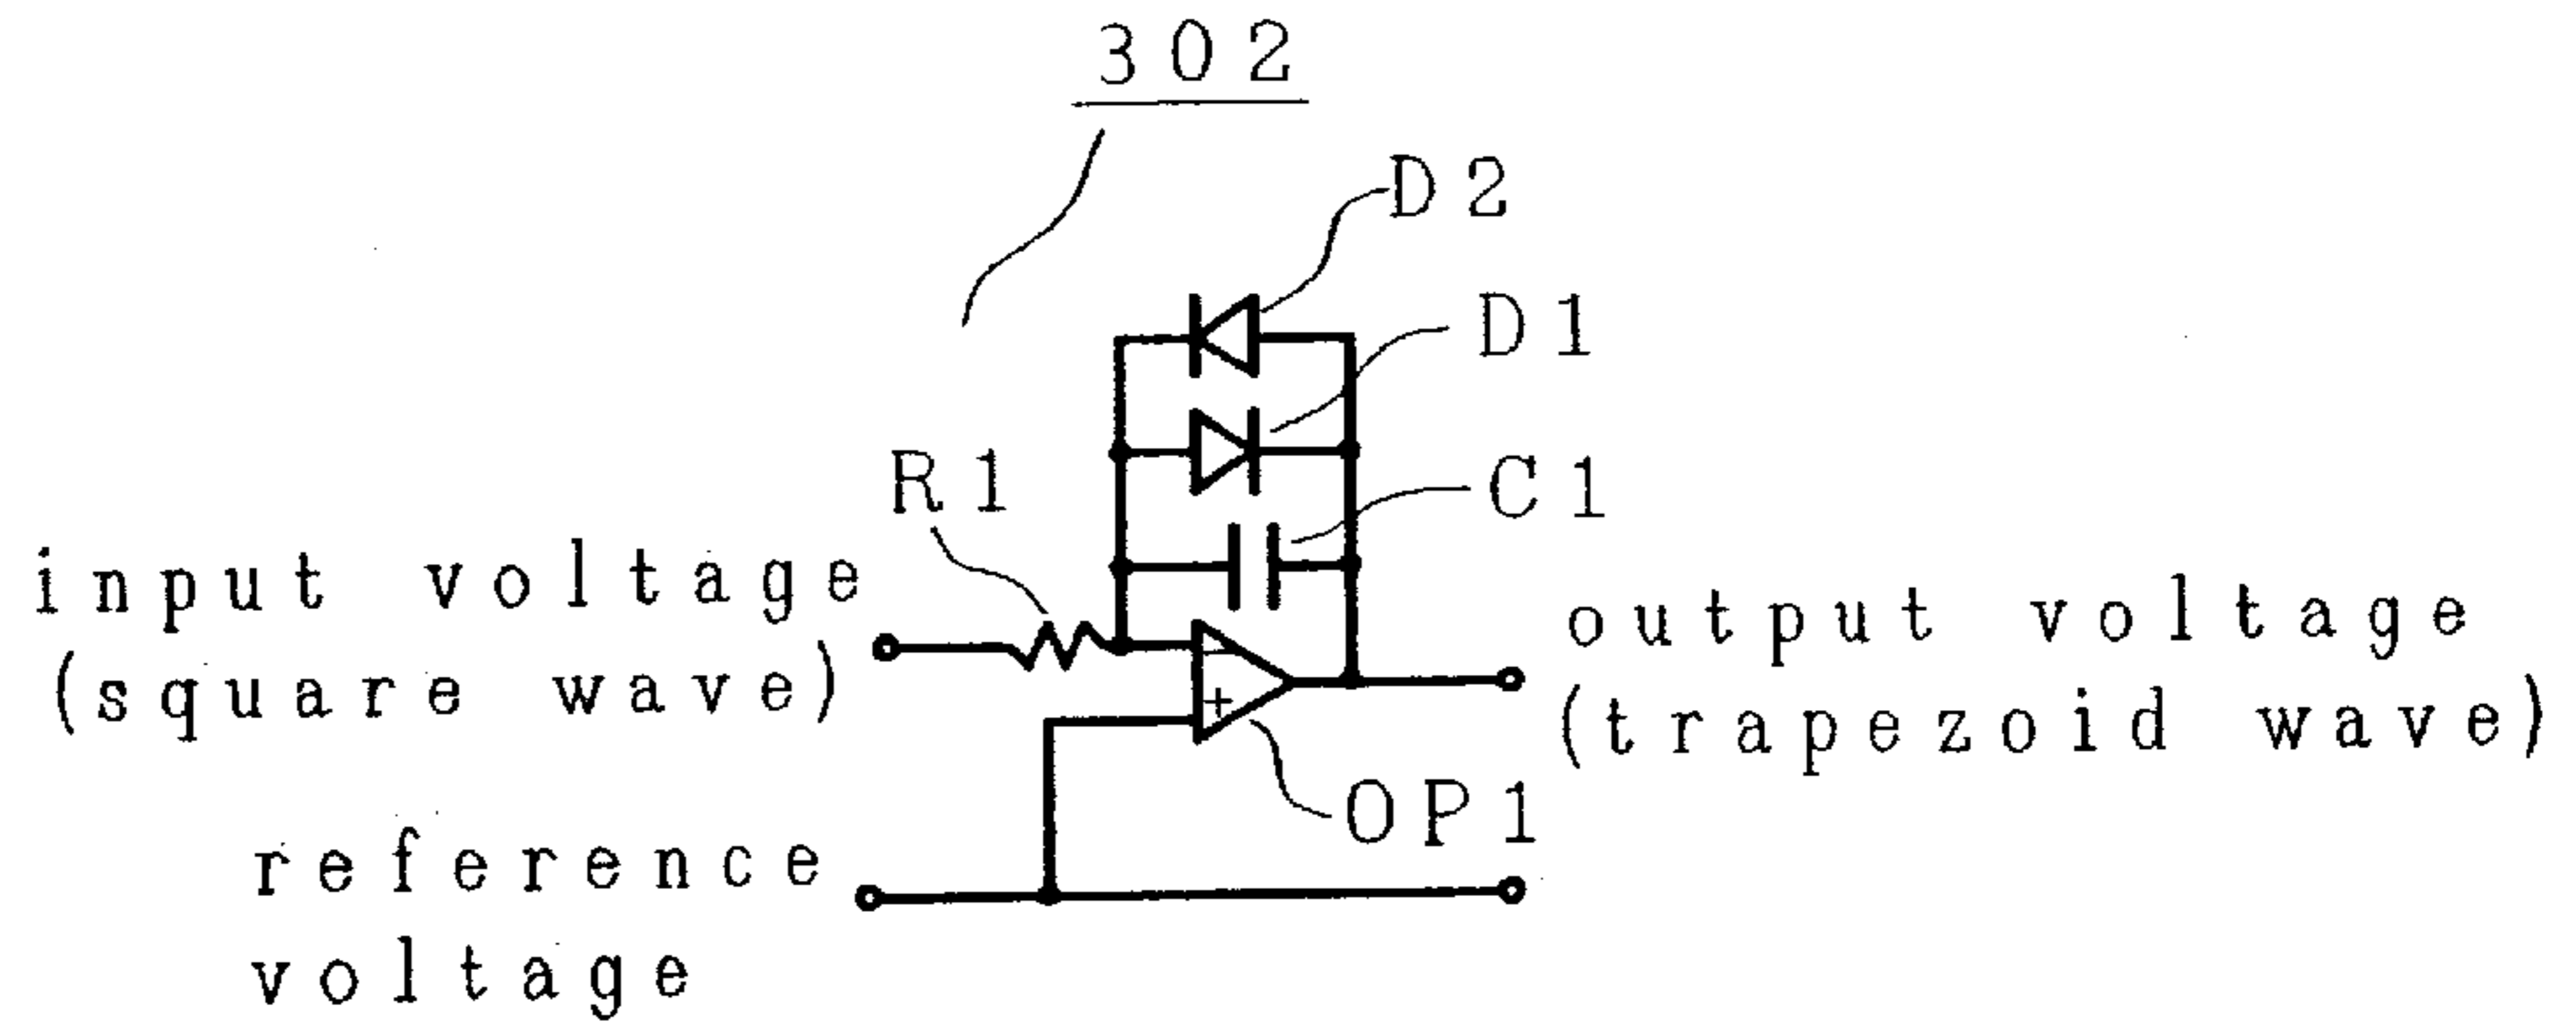 302
D2
D1
R1
C1
input voltage
(square wave)
output voltage
(trapezoid wave)
−
+
OP1
reference
voltage